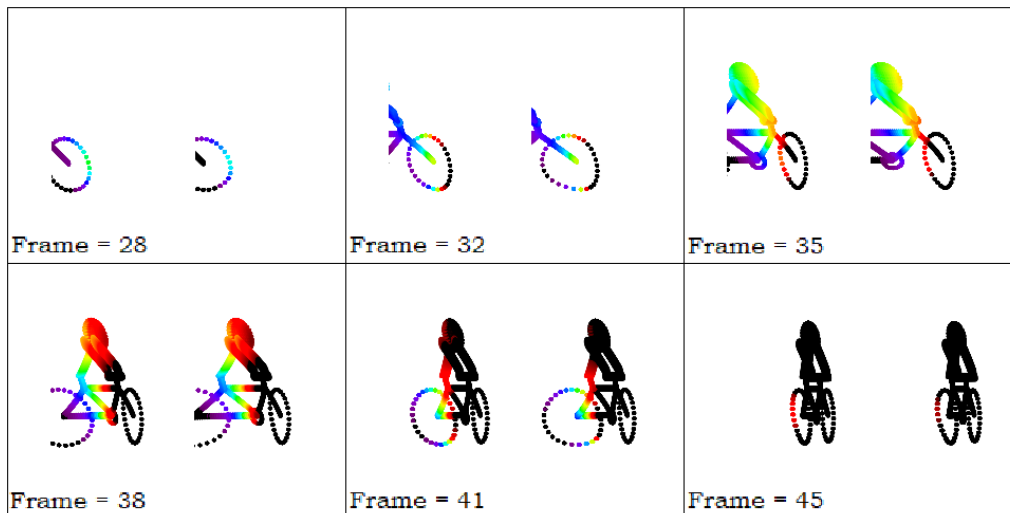 Frame = 28
Frame = 32
Frame = 35
Frame = 38
Frame = 41
Frame = 45